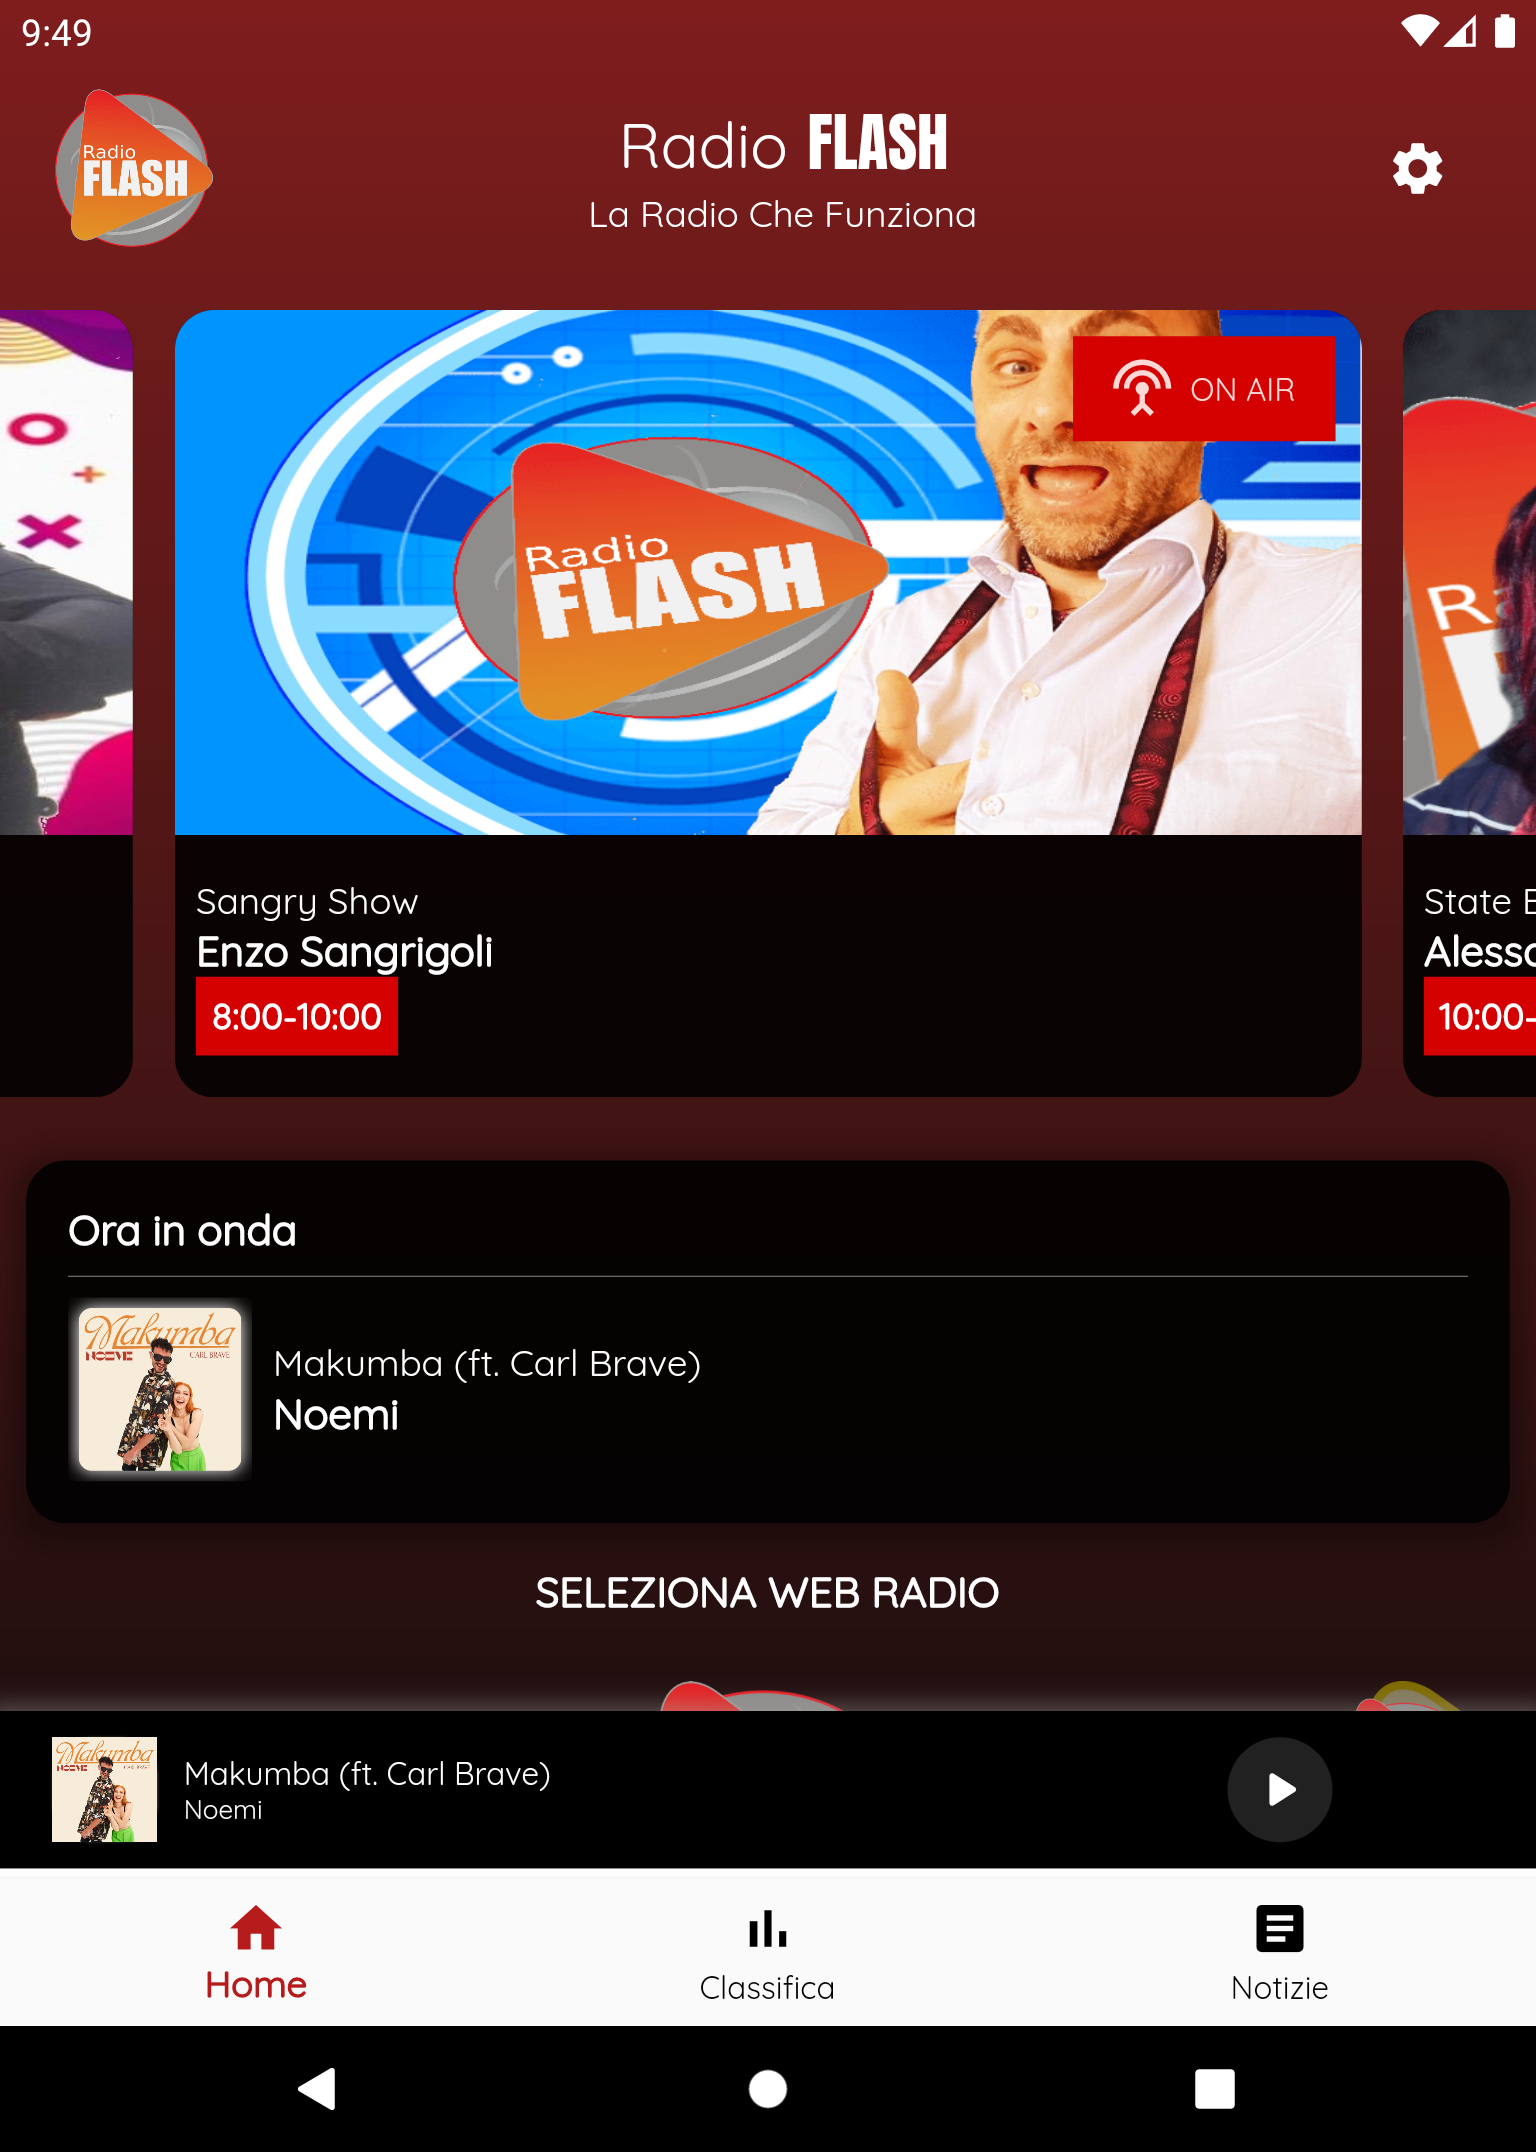 9:49
Radio
FLASH
Radio FLASH
La Radio Che Funziona
ON AIR
Radio
FLASH
Sangry Show
Enzo Sangrigoli
8:00-10:00
State
10:00-
Ora in onda
Makumba
NOEMI
CARL BRAVE
Makumba (ft. Carl Brave)
Noemi
SELEZIONA WEB RADIO
Makumba
NOEMI
Makumba (ft. Carl Brave)
Noemi
Home
Classifica
Notizie